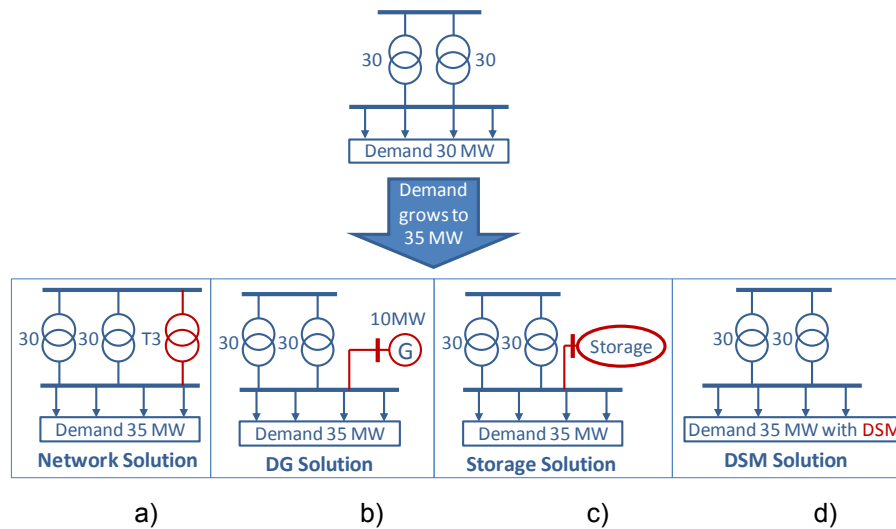 30
30
Demand 30 MW
Demand
grows to
35 MW
30
30
T3
Demand 35 MW
Network Solution
30
30
10MW
G
Demand 35 MW
DG Solution
30
30
Storage
Demand 35 MW
Storage Solution
30
30
Demand 35 MW with DSM
DSM Solution
a)
b)
c)
d)